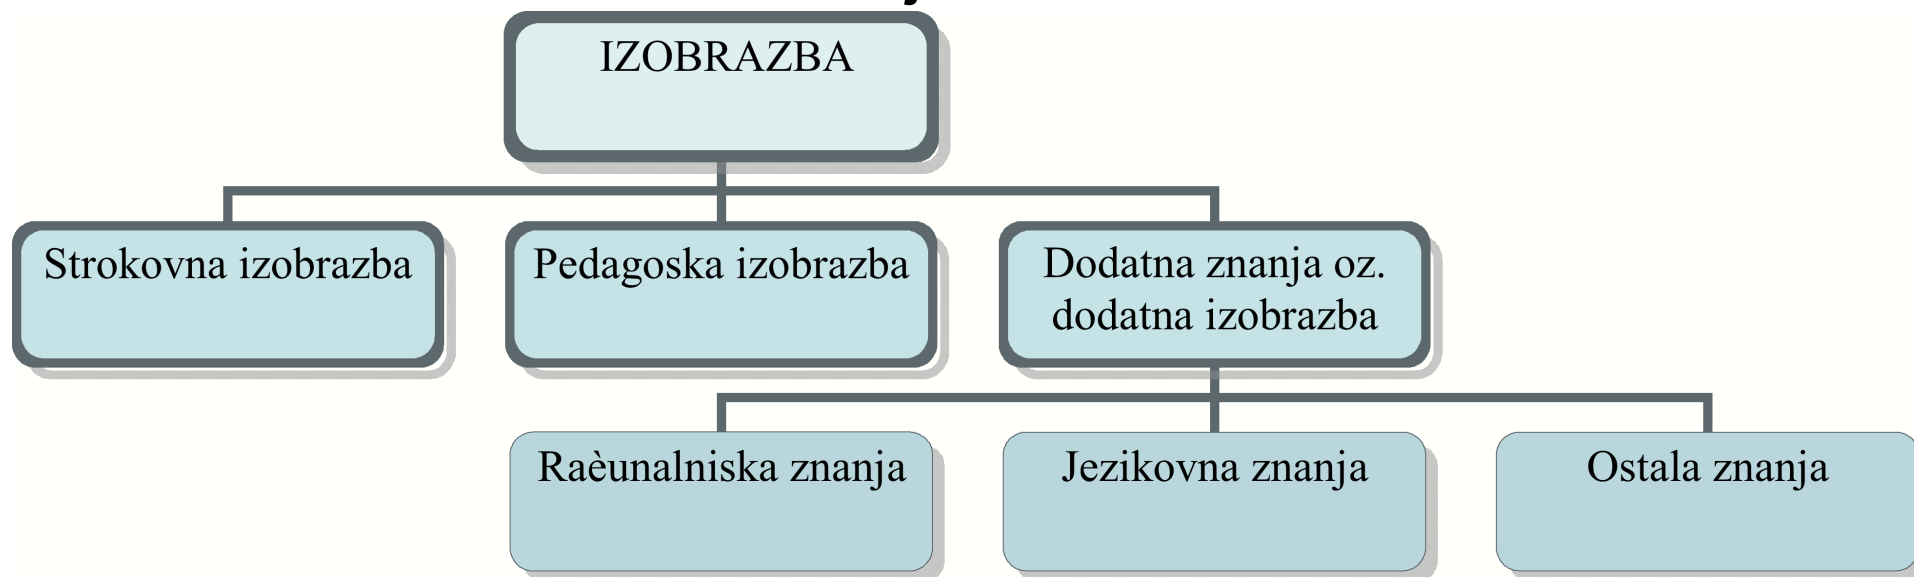 IZOBRAZBA
Strokovna izobrazba
Pedagoska izobrazba
Dodatna znanja oz.
dodatna izobrazba
Raèunalniska znanja
Jezikovna znanja
Ostala znanja